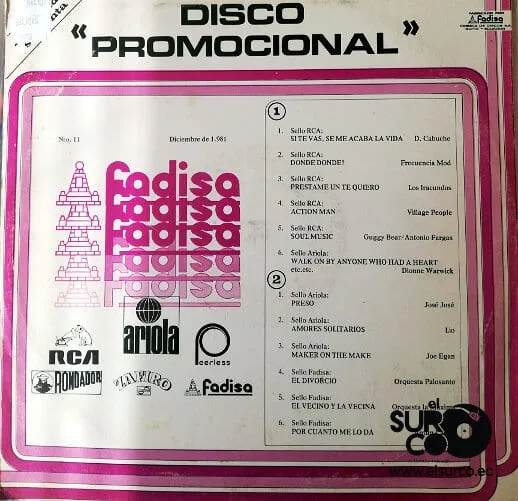 DISCO
« PROMOCIONAL »
Fadisa
Nro. 11
Diciembre de 1.981
fadisa
fadisa
fadisa
fadisa
fadisa
RCA
ariola
Peerless
RONDADOR
Fadisa
1
1. Sello RCA:
SI TE VAS, SE ME ACABA LA VIDA D. Cabuche
2. Sello RCA:
DONDE DONDE? Frecuencia Mod
3. Sello RCA:
PRESTAME UN TE QUIERO Los Iracundos
4. Sello RCA:
ACTION MAN Village People
5. Sello RCA:
SOUL MUSIC Guggy Bear/Antonio Fargus
6. Sello Ariola:
WALK ON BY ANYONE WHO HAD A HEART
etc.etc. Dionne Warwick
2
1. Sello Ariola:
PRESO José José
2. Sello Ariola:
AMORES SOLITARIOS Lio
3. Sello Ariola:
MAKER ON THE MAKE Joe Egan
4. Sello Fadisa:
EL DIVORCIO Orquesta Palosanto
5. Sello Fadisa:
EL VECINO Y LA VECINA Orquesta la
6. Sello Fadisa:
POR CUANTO ME LO DA
el
SUR
CO
www.elsurco.ec